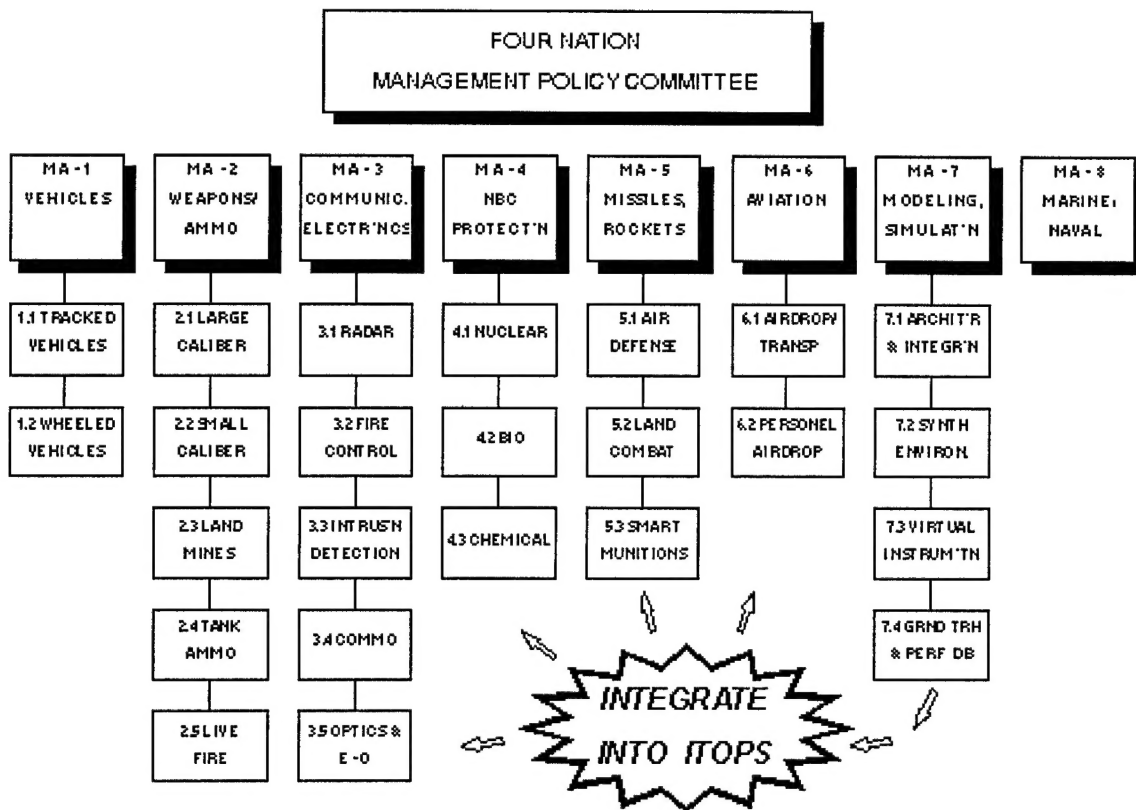 FOUR NATION
MANAGEMENT POLICY COMMITTEE
MA-1
VEHICLES
MA-2
WEAPONS/
AMMO
MA-3
COMMUNIC.
ELECTR'NCS
MA-4
NBC
PROTECT'N
MA-5
MISSILES,
ROCKETS
MA-6
AVIATION
MA-7
MODELING,
SIMULAT'N
MA-8
MARINE;
NAVAL
1.1 TRACKED
VEHICLES
2.1 LARGE
CALIBER
3.1 RADAR
4.1 NUCLEAR
5.1 AIR
DEFENSE
6.1 AIRDROP/
TRANSP
7.1 ARCHIT'R
& INTEGR'N
1.2 WHEELED
VEHICLES
2.2 SMALL
CALIBER
3.2 FIRE
CONTROL
4.2 BIO
5.2 LAND
COMBAT
6.2 PERSONEL
AIRDROP
7.2 SYNTH
ENVIRON.
2.3 LAND
MINES
3.3 INTRUS'N
DETECTION
4.3 CHEMICAL
5.3 SMART
MUNITIONS
7.3 VIRTUAL
INSTRUM'TN
2.4 TANK
AMMO
3.4 COMMO
7.4 GRND TRH
& PERF DB
2.5 LIVE
FIRE
3.5 OPTICS &
E-O
INTEGRATE
INTO ITOPS